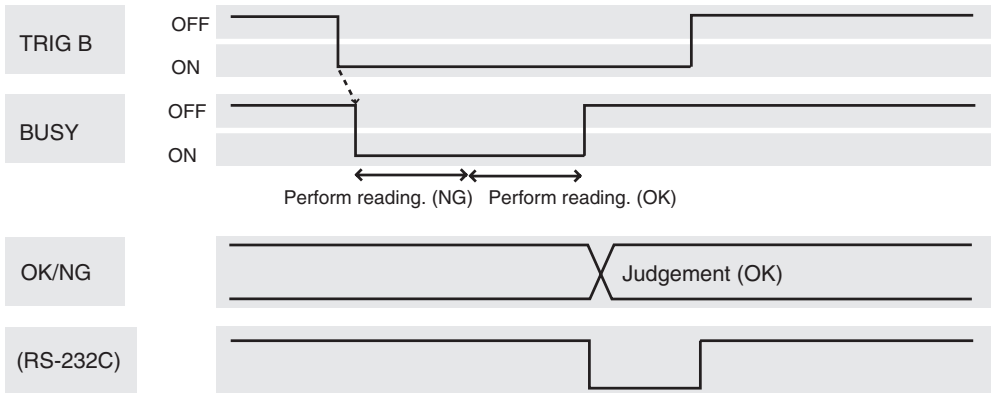 TRIG B
OFF
ON
BUSY
OFF
ON
Perform reading. (NG) Perform reading. (OK)
OK/NG
Judgement (OK)
(RS-232C)